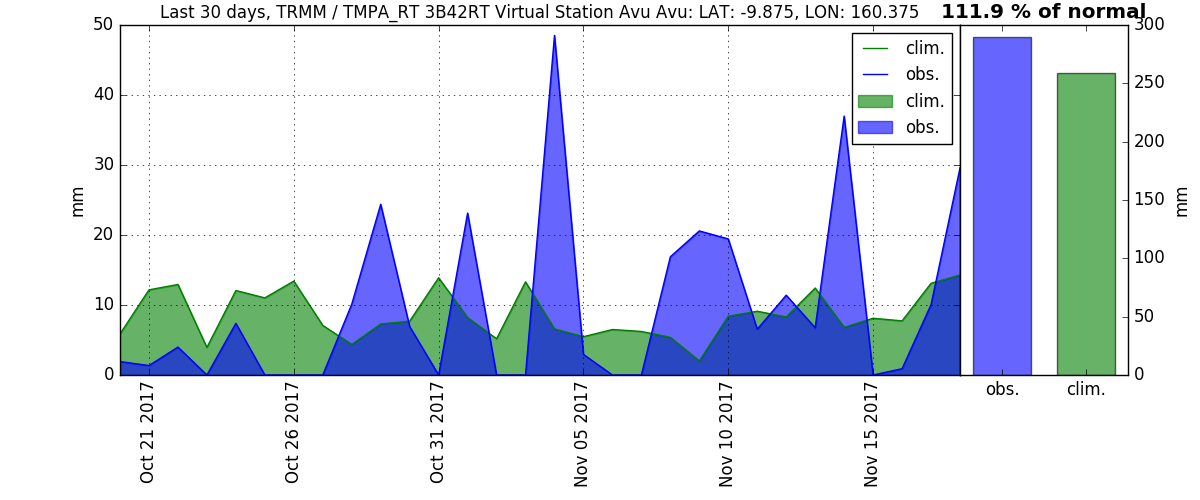 Last 30 days, TRMM / TMPA_RT 3B42RT Virtual Station Avu Avu: LAT: -9.875, LON: 160.375
111.9 % of normal
50
40
30
20
10
0
mm
clim.
obs.
clim.
obs.
300
250
200
150
100
50
0
mm
obs.
clim.
Oct 21 2017
Oct 26 2017
Oct 31 2017
Nov 05 2017
Nov 10 2017
Nov 15 2017